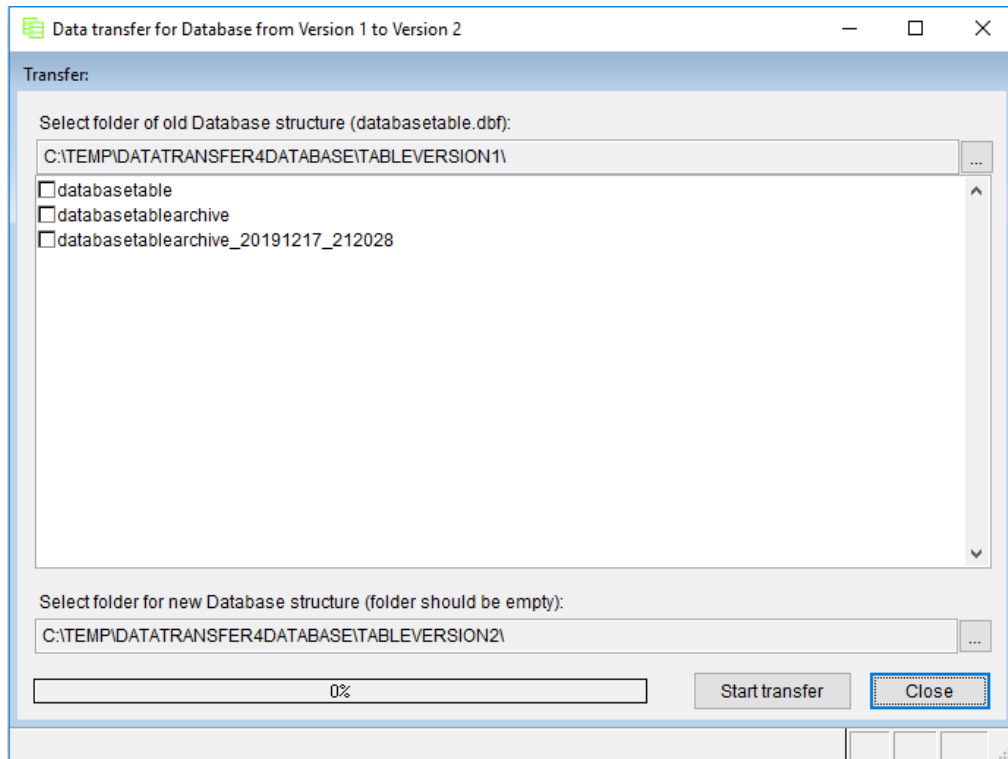 Data transfer for Database from Version 1 to Version 2
Transfer:
Select folder of old Database structure (databasetable.dbf):
C:\TEMP\DATATRANSFER4DATABASE\TABLEVERSION1\
...
databasetable
databasetablearchive
databasetablearchive_20191217_212028
Select folder for new Database structure (folder should be empty):
C:\TEMP\DATATRANSFER4DATABASE\TABLEVERSION2\
...
0%
Start transfer
Close